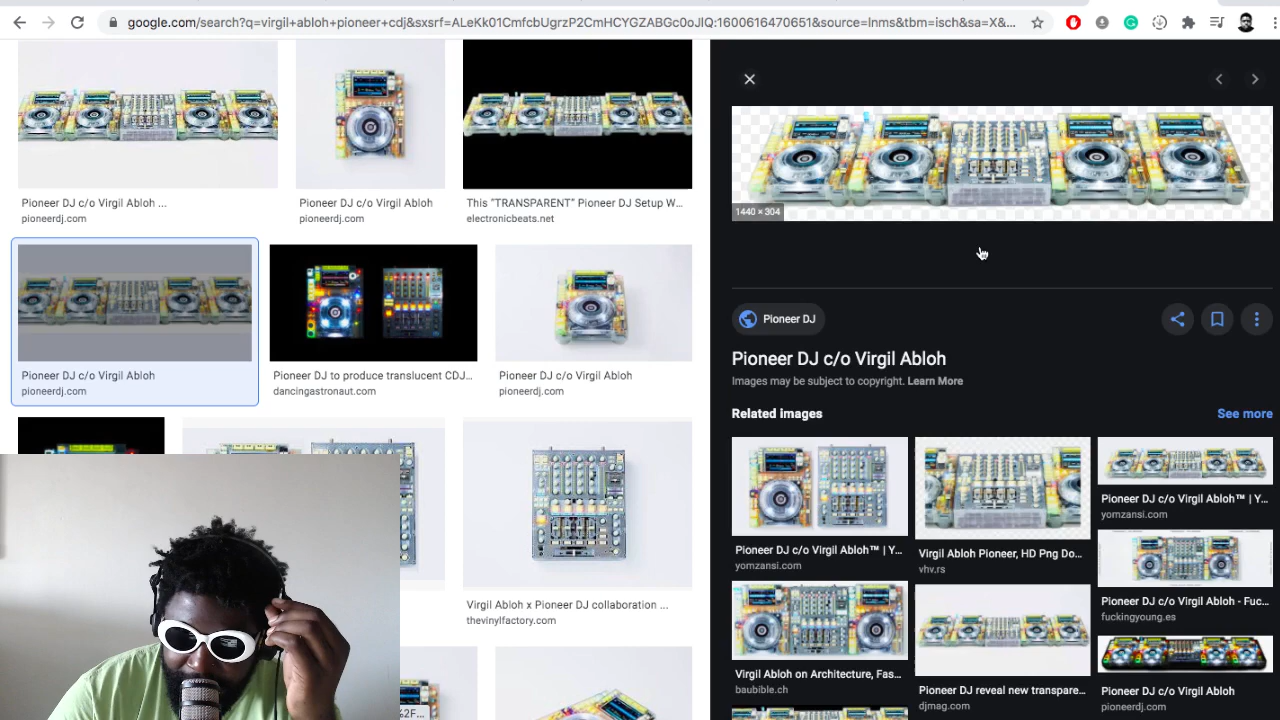 google.com/search?q=virgil+abloh+pioneer+cdj&sxsrf=ALeKk01CmfcbUgrzP2CmHCYGZABGc0oJIQ:1600616470651&source=lnms&tbm=isch&sa=X&...
Pioneer DJ c/o Virgil Abloh ...
pioneerdj.com
Pioneer DJ c/o Virgil Abloh
pioneerdj.com
This "TRANSPARENT" Pioneer DJ Setup W...
electronicbeats.net
Pioneer DJ c/o Virgil Abloh
pioneerdj.com
Pioneer DJ to produce translucent CDJ...
dancingastronaut.com
Pioneer DJ c/o Virgil Abloh
pioneerdj.com
Virgil Abloh x Pioneer DJ collaboration ...
thevinylfactory.com
1440 × 304
Pioneer DJ
Pioneer DJ c/o Virgil Abloh
Images may be subject to copyright. Learn More
Related images
See more
Pioneer DJ c/o Virgil Abloh™ | Y...
yomzansi.com
Virgil Abloh Pioneer, HD Png Do...
vhv.rs
Pioneer DJ c/o Virgil Abloh™ | Y...
yomzansi.com
Pioneer DJ c/o Virgil Abloh - Fuc...
fuckingyoung.es
Virgil Abloh on Architecture, Fas...
baubible.ch
Pioneer DJ reveal new transpare...
djmag.com
Pioneer DJ c/o Virgil Abloh
pioneerdj.com